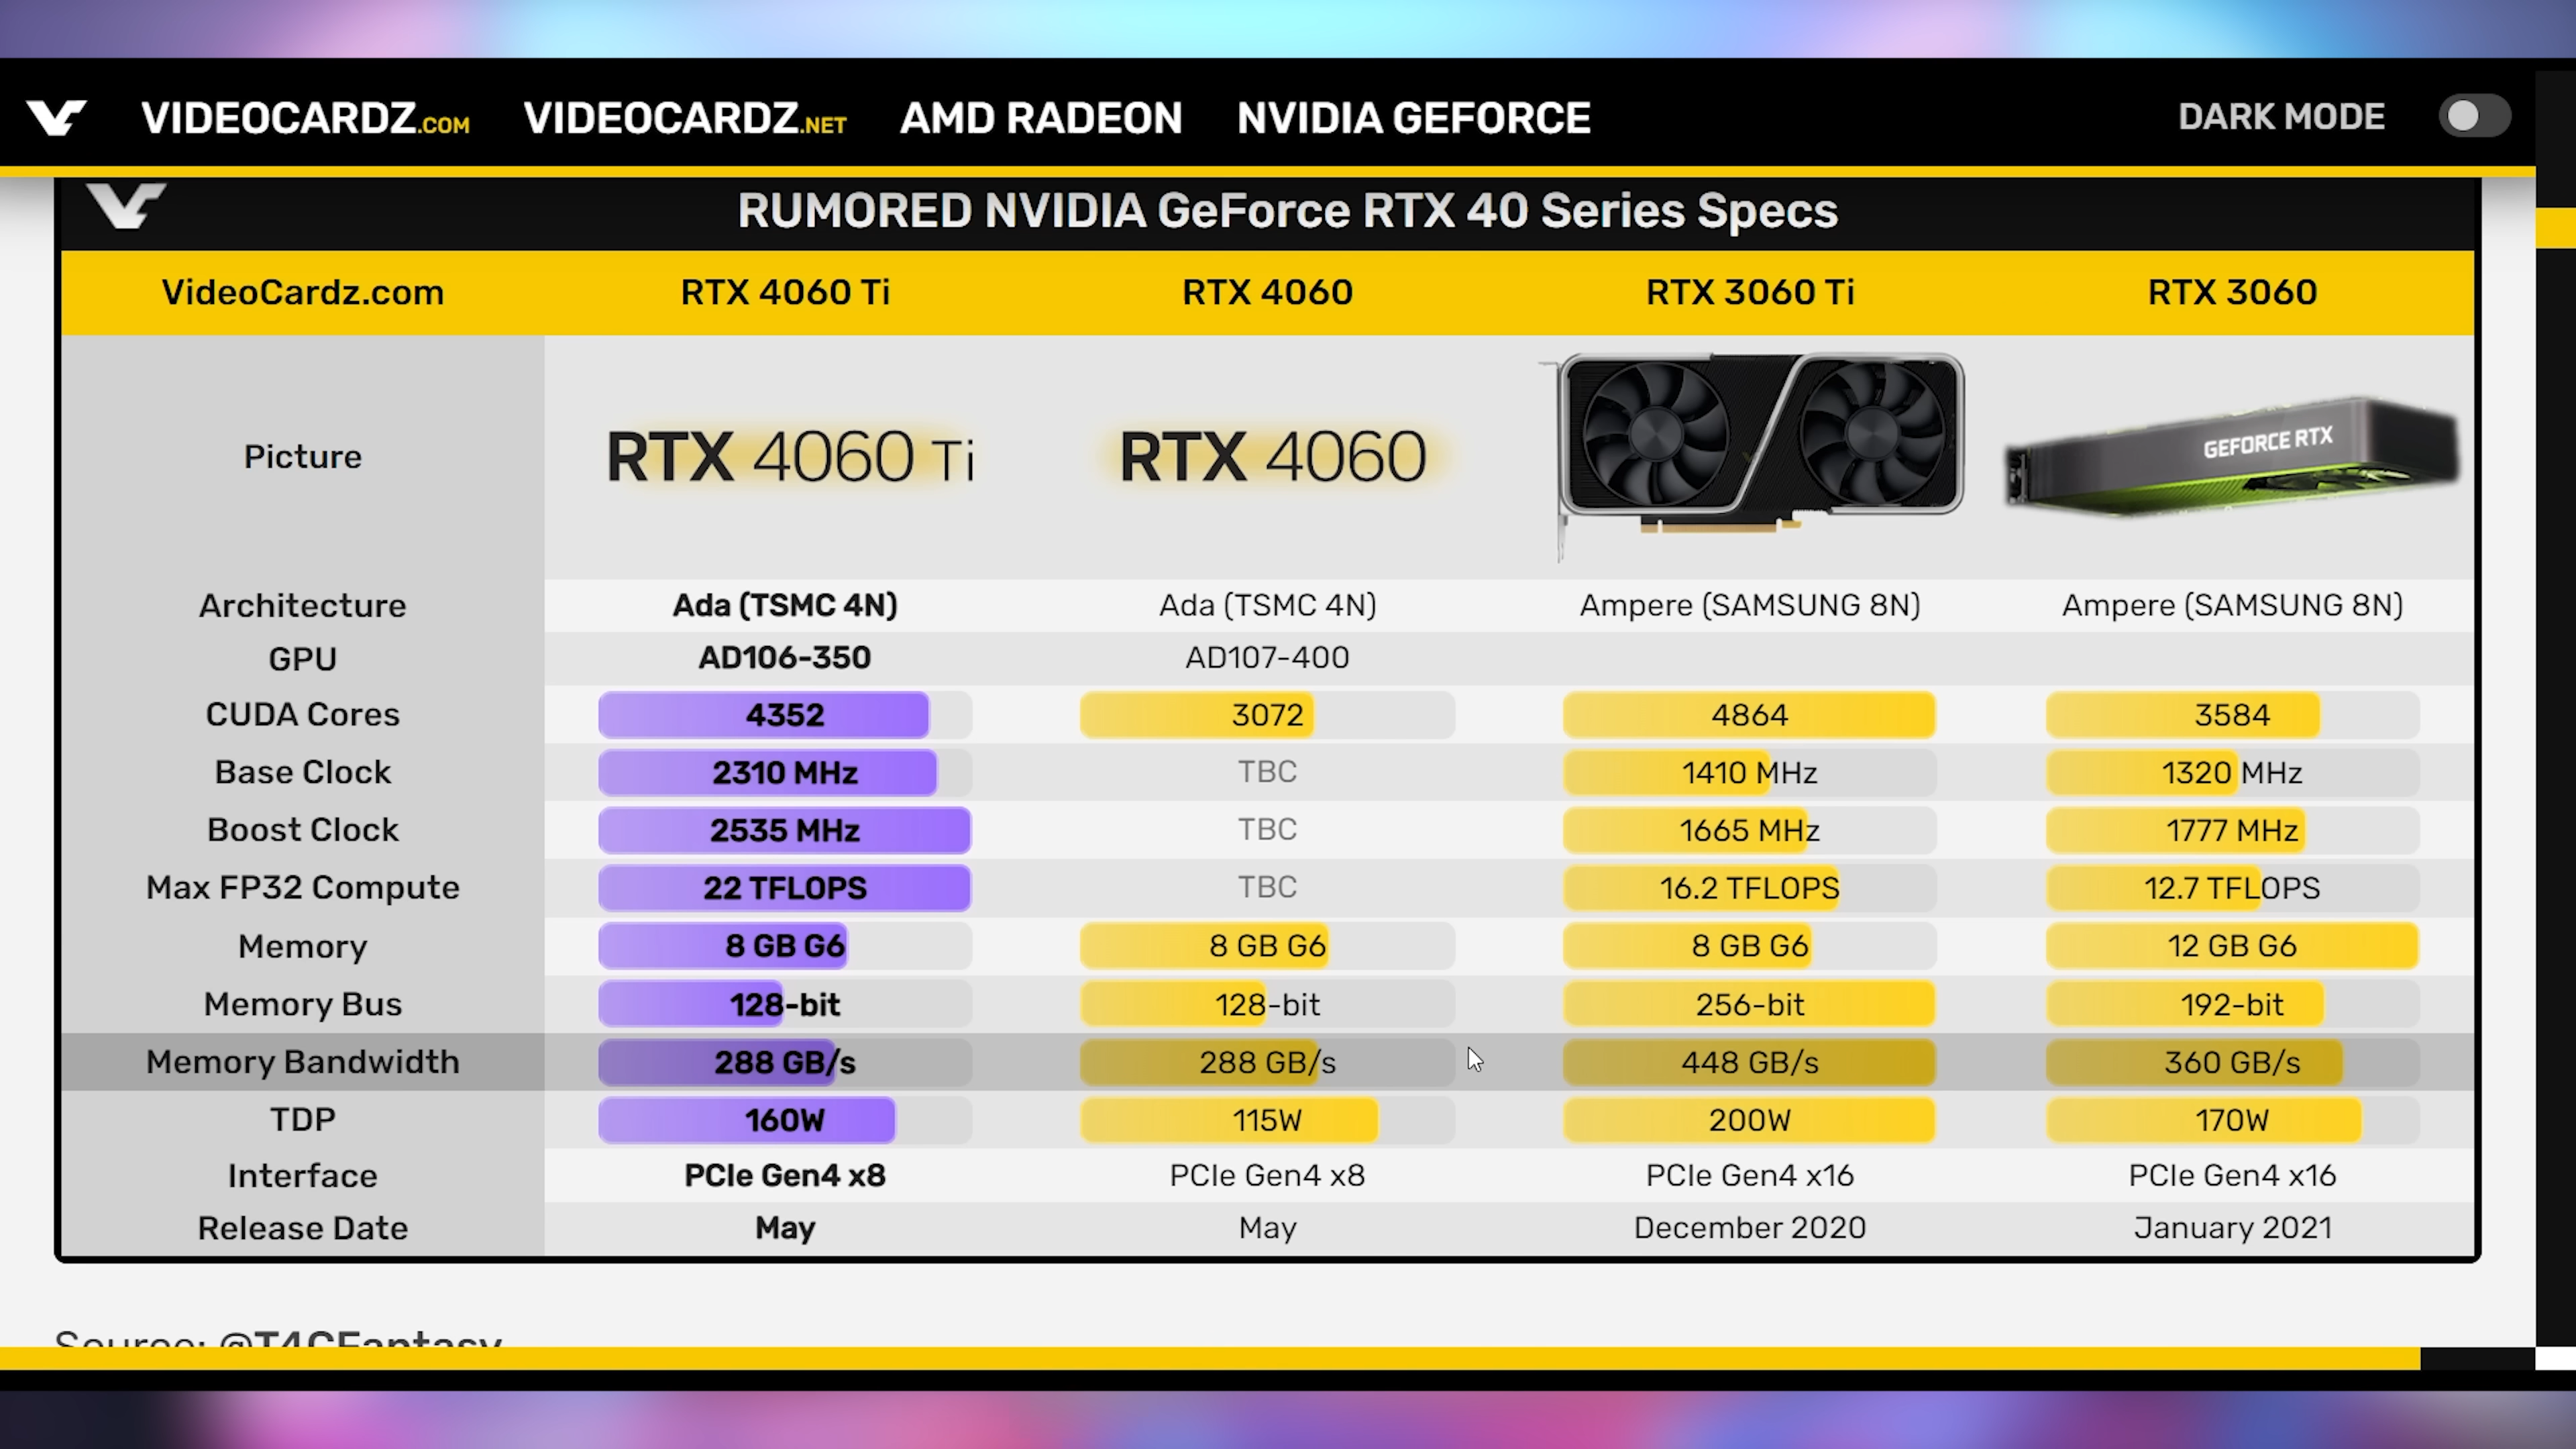 VIDEOCARDZ.COM VIDEOCARDZ.NET AMD RADEON NVIDIA GEFORCE DARK MODE
RUMORED NVIDIA GeForce RTX 40 Series Specs
VideoCardz.com RTX 4060 Ti RTX 4060 RTX 3060 Ti RTX 3060
Picture RTX 4060 Ti RTX 4060 GEFORCE RTX
Architecture Ada (TSMC 4N) Ada (TSMC 4N) Ampere (SAMSUNG 8N) Ampere (SAMSUNG 8N)
GPU AD106-350 AD107-400
CUDA Cores 4352 3072 4864 3584
Base Clock 2310 MHz TBC 1410 MHz 1320 MHz
Boost Clock 2535 MHz TBC 1665 MHz 1777 MHz
Max FP32 Compute 22 TFLOPS TBC 16.2 TFLOPS 12.7 TFLOPS
Memory 8 GB G6 8 GB G6 8 GB G6 12 GB G6
Memory Bus 128-bit 128-bit 256-bit 192-bit
Memory Bandwidth 288 GB/s 288 GB/s 448 GB/s 360 GB/s
TDP 160W 115W 200W 170W
Interface PCIe Gen4 x8 PCIe Gen4 x8 PCIe Gen4 x16 PCIe Gen4 x16
Release Date May May December 2020 January 2021
Source: @T4CFantasy